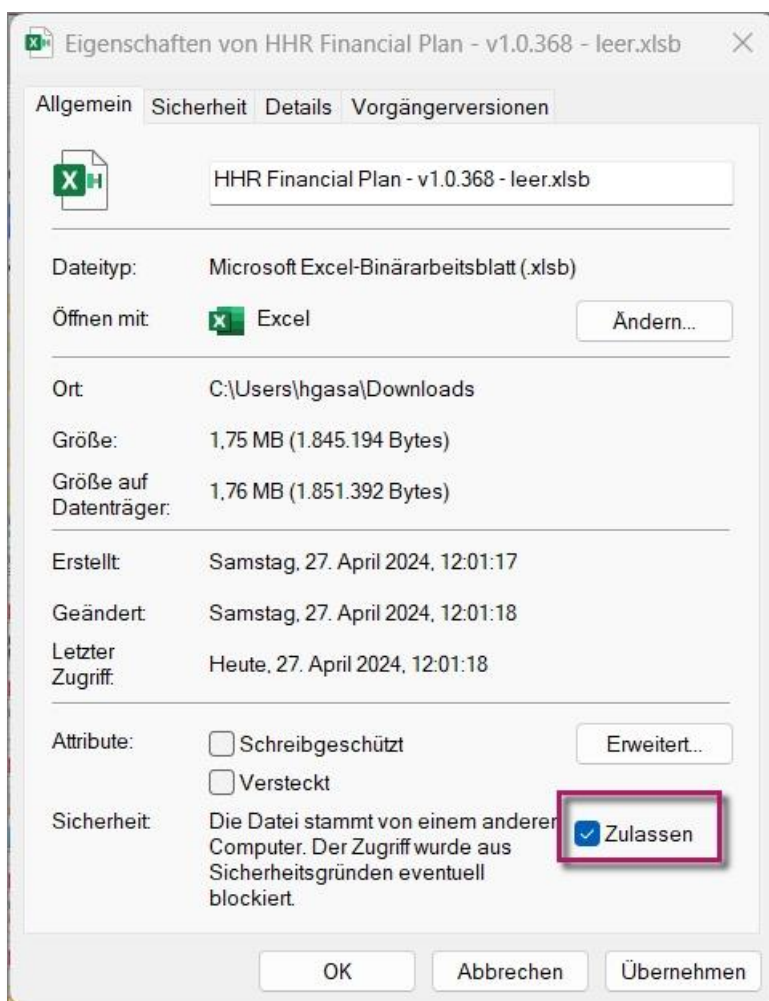 Eigenschaften von HHR Financial Plan - v1.0.368 - leer.xlsb
Allgemein Sicherheit Details Vorgängerversionen
HHR Financial Plan - v1.0.368 - leer.xlsb
Dateityp: Microsoft Excel-Binärarbeitsblatt (.xlsb)
Öffnen mit: Excel Ändern...
Ort: C:\Users\hgasa\Downloads
Größe: 1,75 MB (1.845.194 Bytes)
Größe auf
Datenträger: 1,76 MB (1.851.392 Bytes)
Erstellt: Samstag, 27. April 2024, 12:01:17
Geändert: Samstag, 27. April 2024, 12:01:18
Letzter
Zugriff: Heute, 27. April 2024, 12:01:18
Attribute: Schreibgeschützt Erweitert...
Versteckt
Sicherheit: Die Datei stammt von einem anderen
Computer. Der Zugriff wurde aus
Sicherheitsgründen eventuell
blockiert.
Zulassen
OK Abbrechen Übernehmen